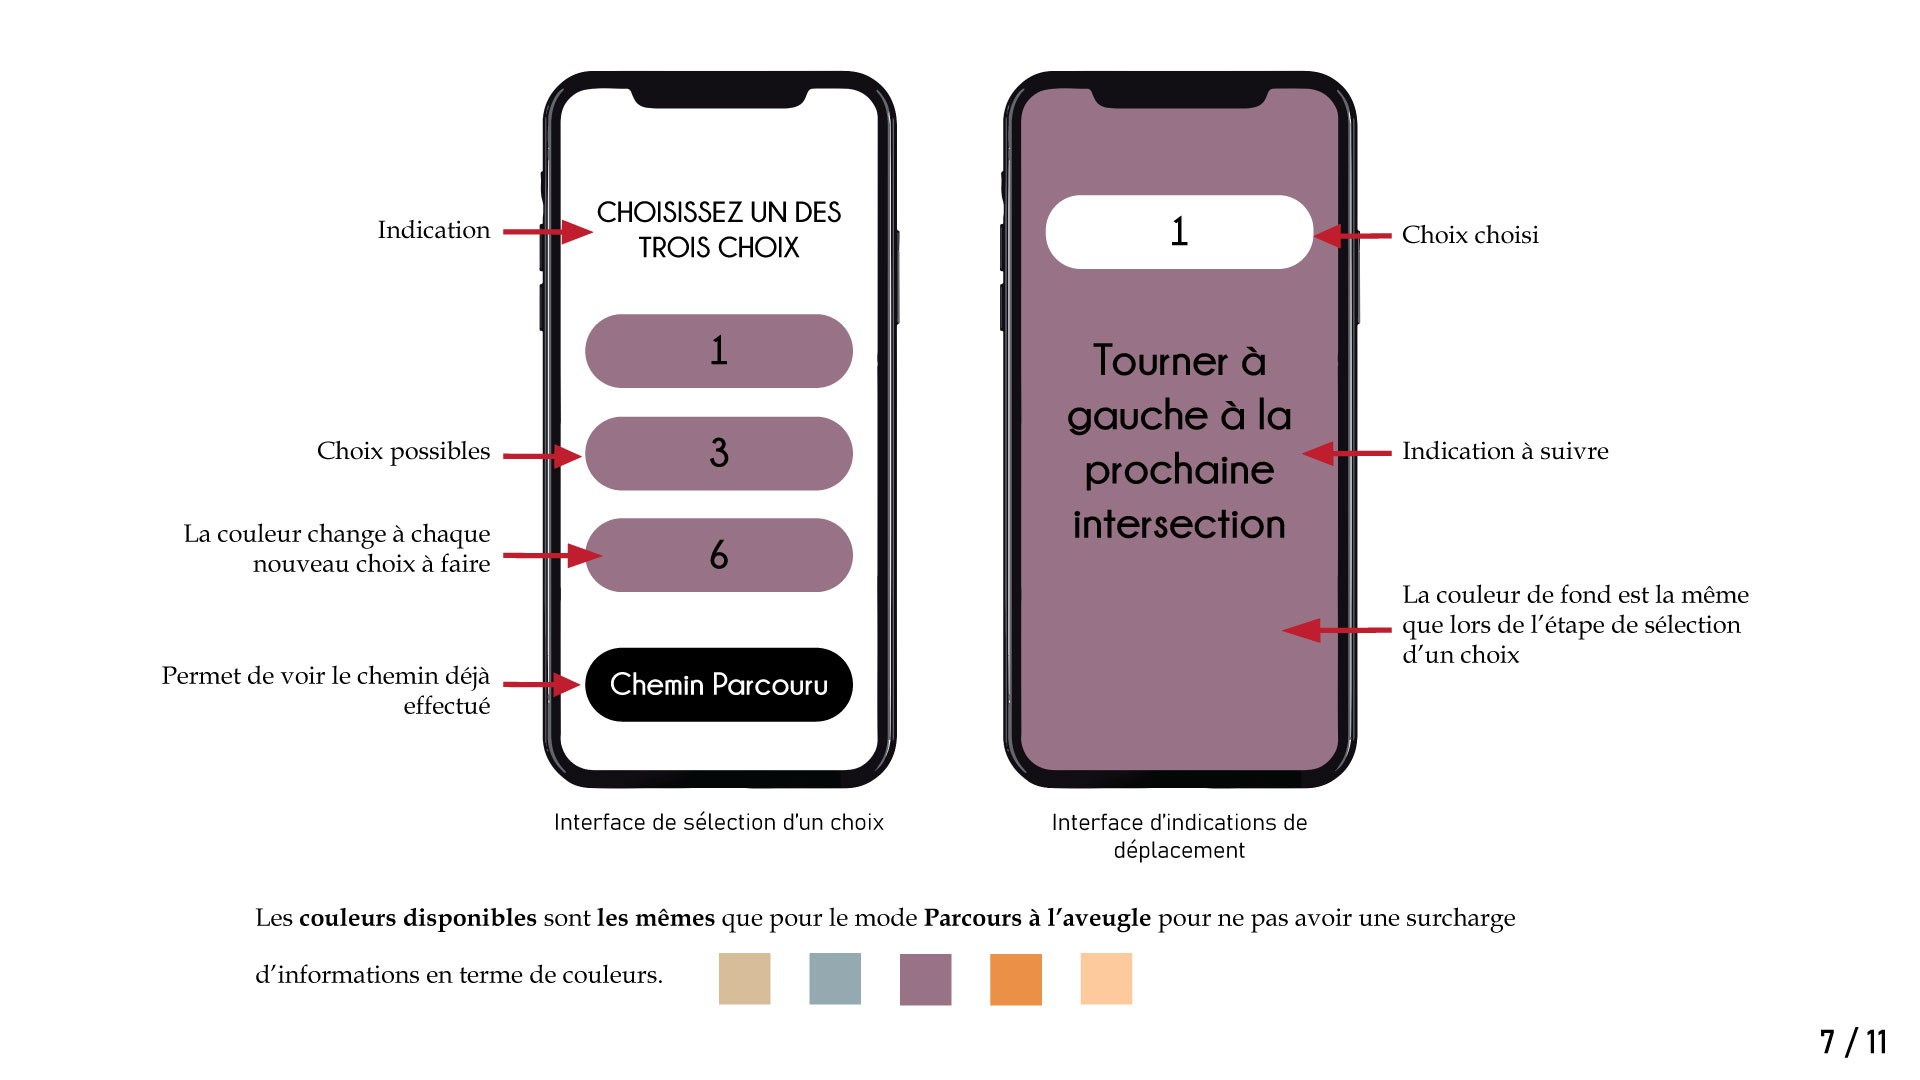 Indication
CHOISISSEZ UN DES
TROIS CHOIX
1
Choix possibles
3
La couleur change à chaque
nouveau choix à faire
6
Permet de voir le chemin déjà
effectué
Chemin Parcouru
Interface de sélection d'un choix
1
Choix choisi
Tourner à
gauche à la
prochaine
intersection
Indication à suivre
La couleur de fond est la même
que lors de l’étape de sélection
d’un choix
Interface d'indications de
déplacement
Les couleurs disponibles sont les mêmes que pour le mode Parcours à l’aveugle pour ne pas avoir une surcharge
d’informations en terme de couleurs.
7 / 11